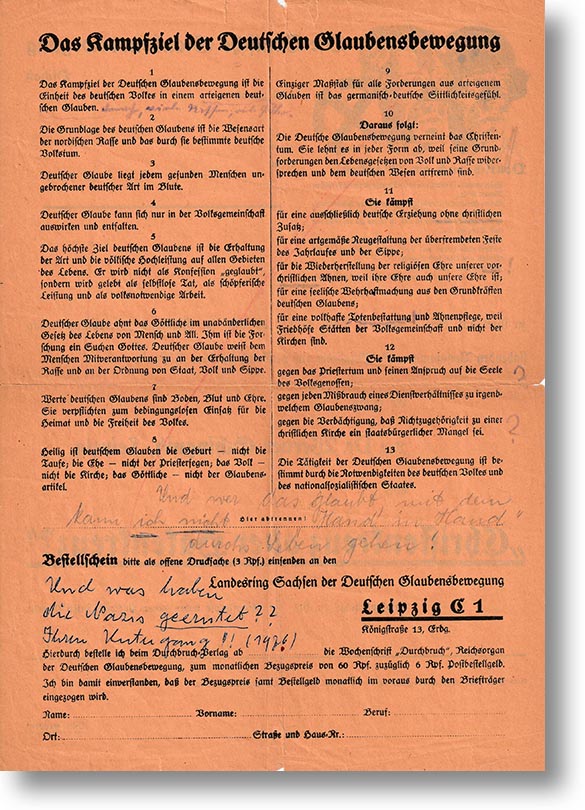 Das Kampfziel der Deutschen Glaubensbewegung
1
Das Kampfziel der Deutschen Glaubensbewegung ist die
Einheit des deutschen Volkes in einem arteigenen deut-
schen Glauben.
2
Die Grundlage des deutschen Glaubens ist die Wesensart
der nordischen Rasse und das durch sie bestimmte deutsche
Volkstum.
3
Deutscher Glaube liegt jedem gesunden Menschen un-
gebrochener deutscher Art im Blute.
4
Deutscher Glaube kann sich nur in der Volksgemeinschaft
auswirken und entfalten.
5
Das höchste Ziel deutschen Glaubens ist die Erhaltung
der Art und die völkische Hochleistung auf allen Gebieten
des Lebens. Er wird nicht als Konfession „geglaubt",
sondern wird gelebt als selbstlose Tat, als schöpferische
Leistung und als volksnotwendige Arbeit.
6
Deutscher Glaube ahnt das Göttliche im unabänderlichen
Gesetz des Lebens von Mensch und All. Ihm ist die For-
schung ein Suchen Gottes. Deutscher Glaube weist dem
Menschen Mitverantwortung zu an der Erhaltung der
Rasse und an der Ordnung von Staat, Volk und Sippe.
7
Werte deutschen Glaubens sind Boden, Blut und Ehre.
Sie verpflichten zum bedingungslosen Einsatz für die
Heimat und die Freiheit des Volkes.
8
Heilig ist deutschem Glauben die Geburt — nicht die
Taufe; die Ehe — nicht der Priestersegen; das Volk —
nicht die Kirche; das Göttliche — nicht der Glaubens-
artikel.
9
Einziger Maßstab für alle Forderungen aus arteigenem
Glauben ist das germanisch-deutsche Sittlichkeitsgefühl.
10
Daraus folgt:
Die Deutsche Glaubensbewegung verneint das Christen-
tum. Sie lehnt es in jeder Form ab, weil seine Grund-
forderungen den Lebensgesetzen von Volk und Rasse wider-
sprechen und dem deutschen Wesen artfremd sind.
11
Sie kämpft
für eine ausschließlich deutsche Erziehung ohne christlichen
Zusatz;
für eine artgemäße Neugestaltung der überfremdeten Feste
des Jahrlaufes und der Sippe;
für die Wiederherstellung der religiösen Ehre unserer vor-
christlichen Ahnen, weil ihre Ehre auch unsere Ehre ist;
für eine seelische Wehrhaftmachung aus den Grundkräften
deutschen Glaubens;
für eine volkhafte Totenbestattung und Ahnenpflege, weil
Friedhöfe Stätten der Volksgemeinschaft und nicht der
Kirchen sind.
12
Sie kämpft
gegen das Priestertum und seinen Anspruch auf die Seele
des Volksgenossen;
gegen jeden Mißbrauch eines Dienstverhältnisses zu irgend-
welchem Glaubenszwang;
gegen die Verdächtigung, daß Nichtzugehörigkeit zu einer
christlichen Kirche ein staatsbürgerlicher Mangel sei.
?
13
Die Tätigkeit der Deutschen Glaubensbewegung ist be-
stimmt durch die Notwendigkeiten des deutschen Volkes und
des nationalsozialistischen Staates.
Und wer das glaubt mit dem
kann ich nicht "Hand in Hand"
Hier abtrennen!
durchs Leben gehen!
Bestellschein bitte als offene Drucksache (3 Rpf.) einsenden an den
Landesring Sachsen der Deutschen Glaubensbewegung
Leipzig C 1
Königstraße 13, Erdg.
Und was haben
die Nazis geerntet??
Ihren Untergang!! (1976)
Hierdurch bestelle ich beim Durchbruch-Verlag ab die Wochenschrift „Durchbruch", Reichsorgan
der Deutschen Glaubensbewegung, zum monatlichen Bezugspreis von 60 Rpf. zuzüglich 6 Rpf. Postbestellgeld.
Ich bin damit einverstanden, daß der Bezugspreis samt Bestellgeld monatlich im voraus durch den Briefträger
eingezogen wird.
Name: Vorname: Beruf:
Ort: Straße und Haus-Nr.: